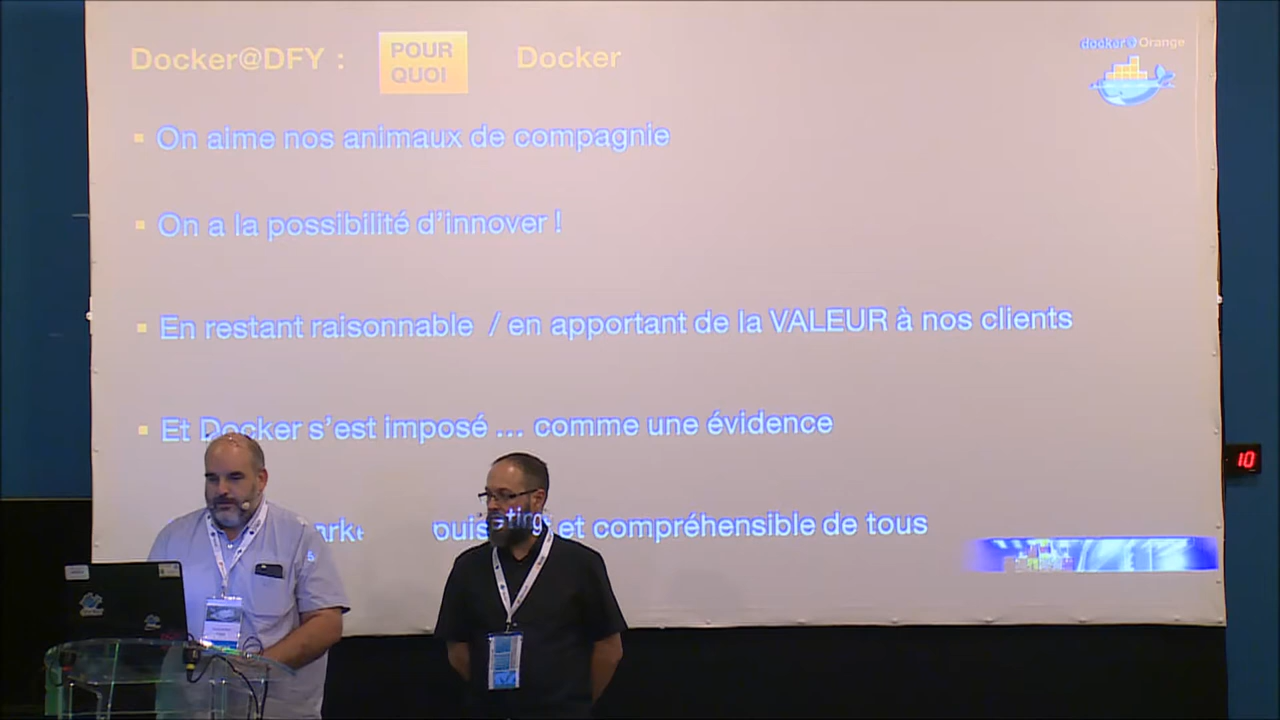 Docker@DFY : POUR QUOI Docker
docker@Orange
On aime nos animaux de compagnie
On a la possibilité d'innover !
En restant raisonnable / en apportant de la VALEUR à nos clients
Et Docker s'est imposé ... comme une évidence
et compréhensible de tous
10